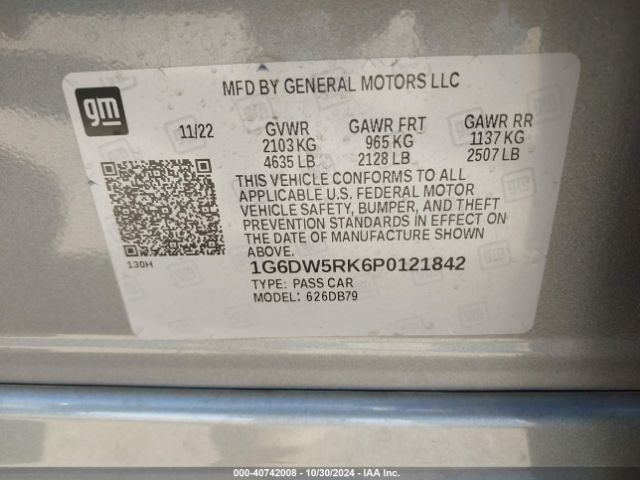 gm
MFD BY GENERAL MOTORS LLC
11/22 GVWR GAWR FRT GAWR RR
2103 KG 965 KG 1137 KG
4635 LB 2128 LB 2507 LB
THIS VEHICLE CONFORMS TO ALL
APPLICABLE U.S. FEDERAL MOTOR
VEHICLE SAFETY, BUMPER, AND THEFT
PREVENTION STANDARDS IN EFFECT ON
THE DATE OF MANUFACTURE SHOWN
ABOVE.
130H
1G6DW5RK6P0121842
TYPE: PASS CAR
MODEL: 626DB79
000-40742008 - 10/30/2024 - IAA Inc.